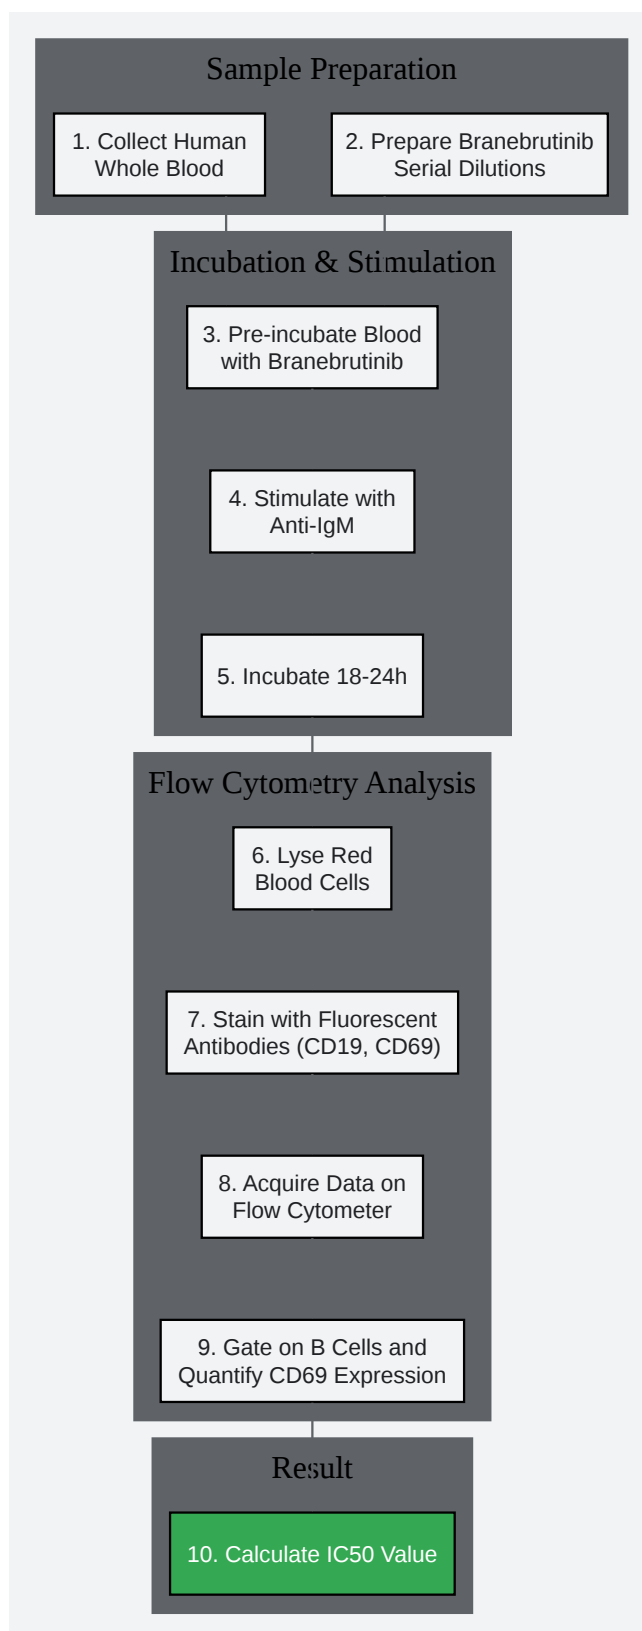 Sample Preparation
1. Collect Human
Whole Blood
2. Prepare Branebrutinib
Serial Dilutions
Incubation & Stimulation
3. Pre-incubate Blood
with Branebrutinib
4. Stimulate with
Anti-IgM
5. Incubate 18-24h
Flow Cytometry Analysis
6. Lyse Red
Blood Cells
7. Stain with Fluorescent
Antibodies (CD19, CD69)
8. Acquire Data on
Flow Cytometer
9. Gate on B Cells and
Quantify CD69 Expression
Result
10. Calculate IC50 Value